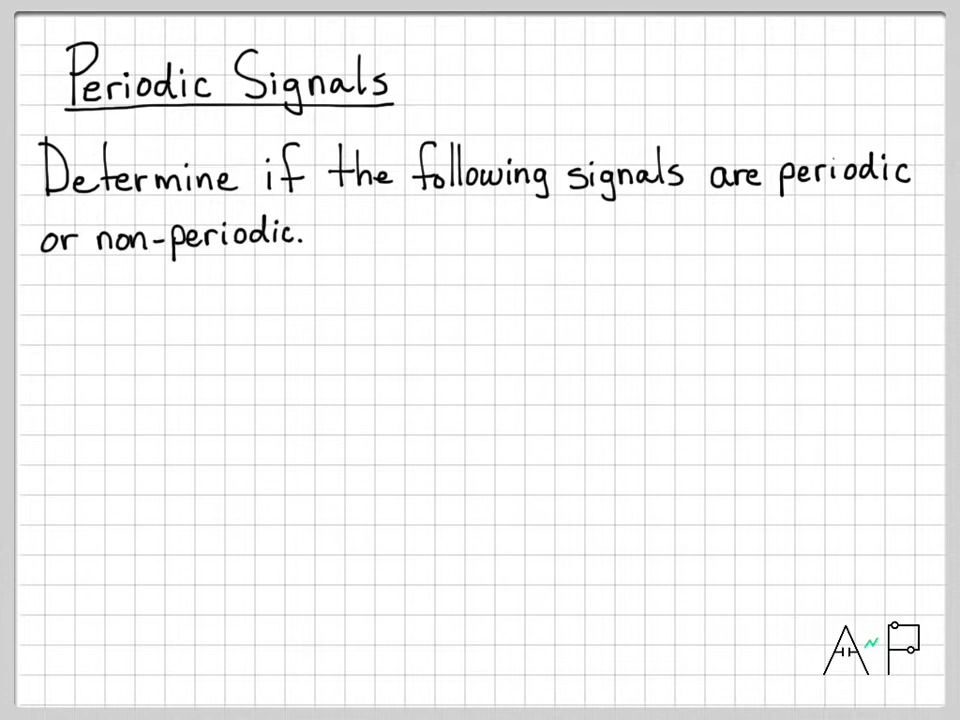 Periodic Signals
Determine if the following signals are periodic
or non-periodic.
A P